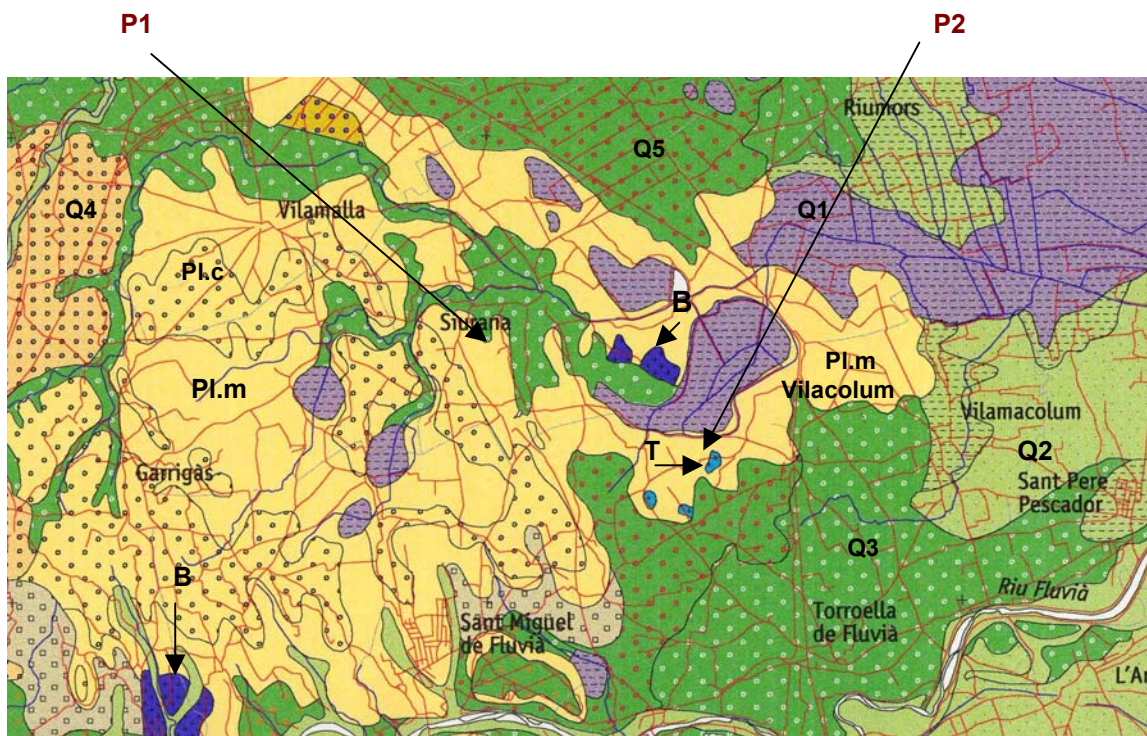 P1
P2
Riumors
Q5
Q4
Q1
Vilamalla
Pl.c
B
Siurana
Pl.m
Pl.m
Vilacolum
Vilamacolum
T
Q2
Garrigàs
Sant Pere
Pescador
Q3
B
Riu Fluvià
Sant Miquel
de Fluvià
Torroella
de Fluvià
L'Ar